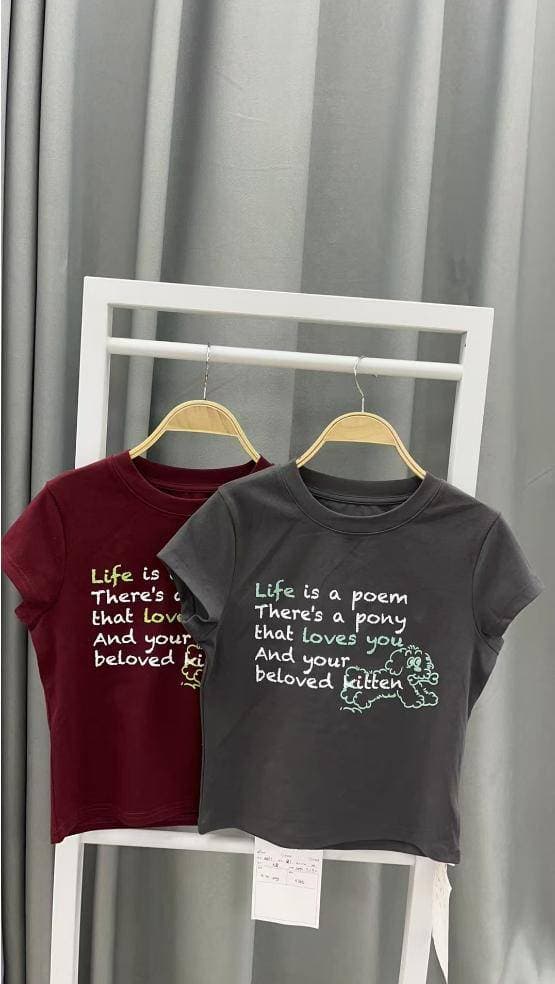 Life is
There's a
that love
And your
beloved ki
Life is a poem
There's a pony
that loves you
And your
beloved kitten